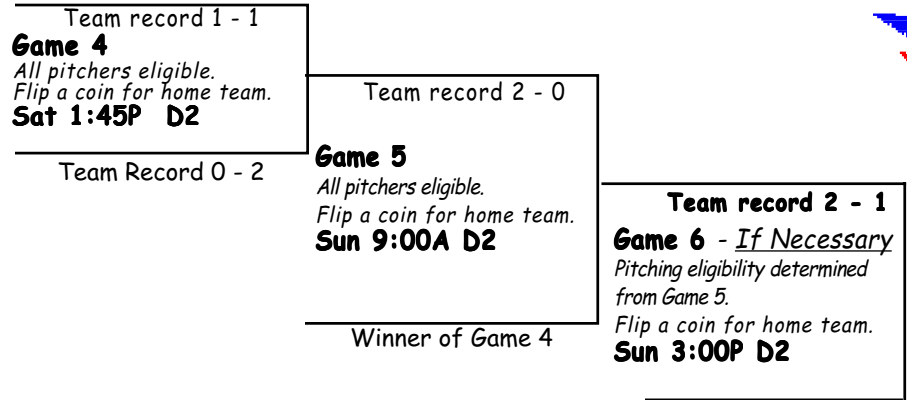 Team record 1 - 1
Game 4
All pitchers eligible.
Flip a coin for home team.
Sat 1:45P D2
Team Record 0 - 2
Team record 2 - 0
Game 5
All pitchers eligible.
Flip a coin for home team.
Sun 9:00A D2
Winner of Game 4
Team record 2 - 1
Game 6 - If Necessary
Pitching eligibility determined
from Game 5.
Flip a coin for home team.
Sun 3:00P D2